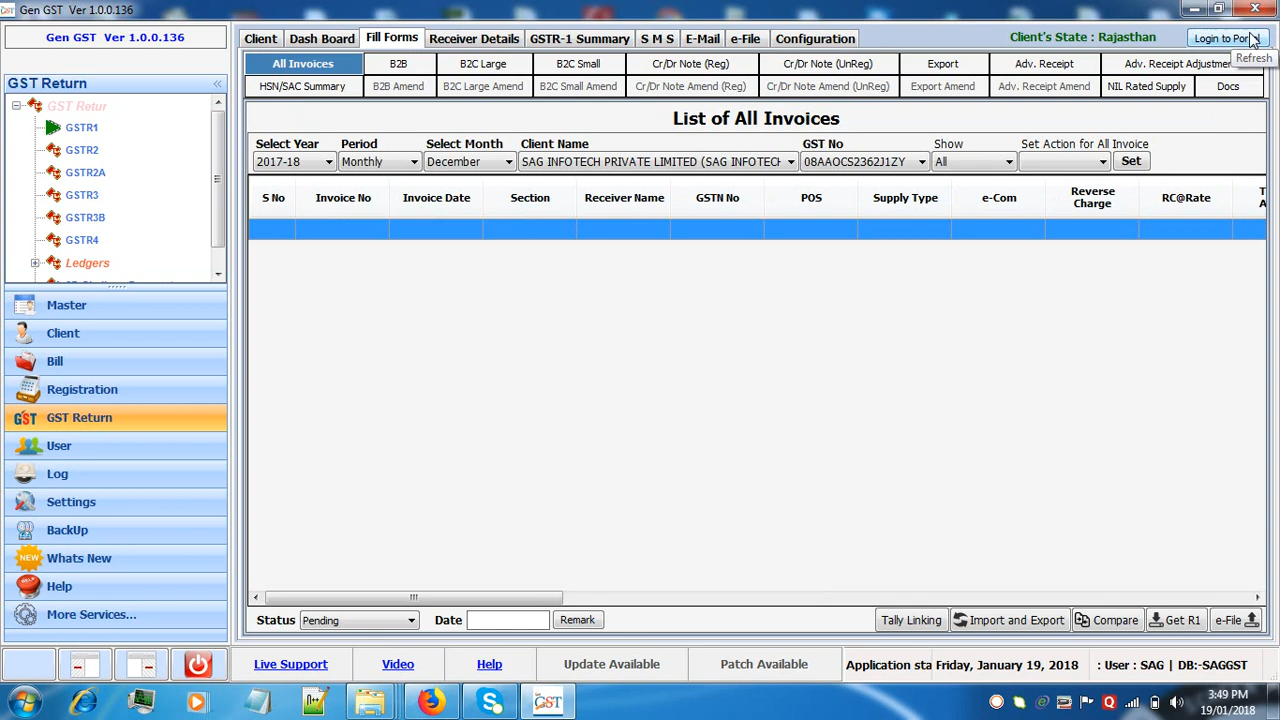 Gen GST Ver 1.0.0.136
Gen GST Ver 1.0.0.136
Client Dash Board Fill Forms Receiver Details GSTR-1 Summary S M S E-Mail e-File Configuration Client's State : Rajasthan Login to
Refresh
All Invoices B2B B2C Large B2C Small Cr/Dr Note (Reg) Cr/Dr Note (UnReg) Export Adv. Receipt Adv. Receipt
HSN/SAC Summary B2B Amend B2C Large Amend B2C Small Amend Cr/Dr Note Amend (Reg) Cr/Dr Note Amend (UnReg) Export Amend Adv. Receipt Amend NIL Rated Supply Docs
GST Return
GST Retur
GSTR1
GSTR2
GSTR2A
GSTR3
GSTR3B
GSTR4
Ledgers
Master
Client
Bill
Registration
GST GST Return
User
Log
Settings
BackUp
NEW Whats New
HELP Help
More Services...
List of All Invoices
Select Year Period Select Month Client Name GST No Show Set Action for All Invoice
2017-18 Monthly December SAG INFOTECH PRIVATE LIMITED (SAG INFOTECH 08AAOCS2362J1ZY All Set
S No Invoice No Invoice Date Section Receiver Name GSTN No POS Supply Type e-Com Reverse Charge RC@Rate T
A
Status Pending Date Remark Tally Linking Import and Export Compare Get R1 e-File
Live Support Video Help Update Available Patch Available Application sta Friday, January 19, 2018 : User : SAG | DB:-SAGGST
3:49 PM
19/01/2018